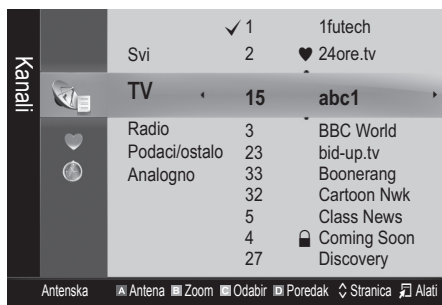 Kanali
✓ 1 1futech
Svi 2 ♥ 24ore.tv
TV 15 abc1
Radio 3 BBC World
Podaci/ostalo 23 bid-up.tv
Analogno 33 Boonerang
32 Cartoon Nwk
5 Class News
4 Coming Soon
27 Discovery
Antenska A Antena B Zoom C Odabir D Poredak Stranica Alati